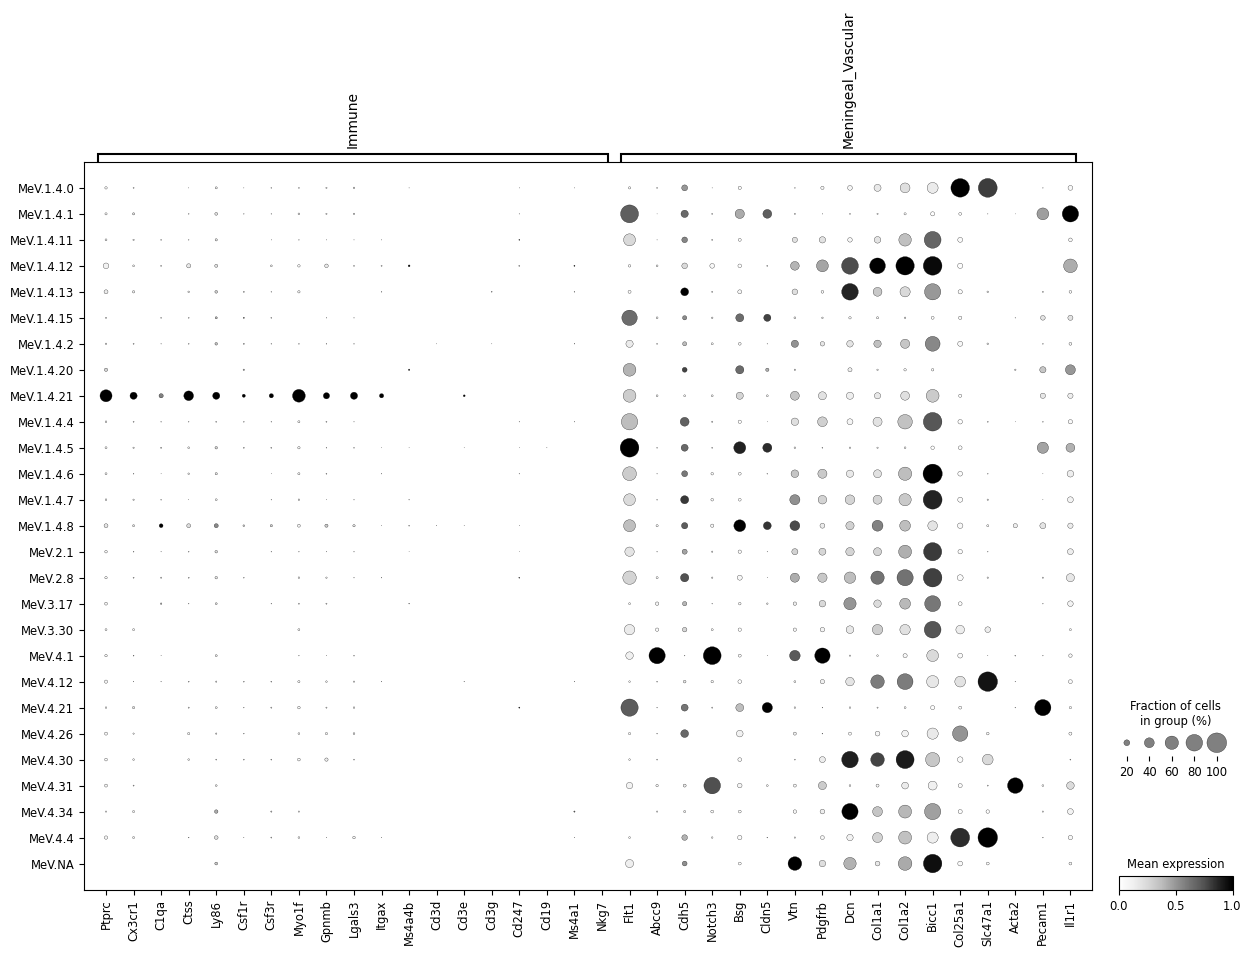 Immune
Meningeal_Vascular
MeV.1.4.0
MeV.1.4.1
MeV.1.4.11
MeV.1.4.12
MeV.1.4.13
MeV.1.4.15
MeV.1.4.2
MeV.1.4.20
MeV.1.4.21
MeV.1.4.4
MeV.1.4.5
MeV.1.4.6
MeV.1.4.7
MeV.1.4.8
MeV.2.1
MeV.2.8
MeV.3.17
MeV.3.30
MeV.4.1
MeV.4.12
MeV.4.21
MeV.4.26
MeV.4.30
MeV.4.31
MeV.4.34
MeV.4.4
MeV.NA
Ptprc
Cx3cr1
C1qa
Ctss
Ly86
Csf1r
Csf3r
Myo1f
Gpnmb
Lgals3
Itgax
Ms4a4b
Cd3d
Cd3e
Cd3g
Cd247
Cd19
Ms4a1
Nkg7
Flt1
Abcc9
Cdh5
Notch3
Bsg
Cldn5
Vtn
Pdgfrb
Dcn
Col1a1
Col1a2
Bicc1
Col25a1
Slc47a1
Acta2
Pecam1
Il1r1
Fraction of cells
in group (%)
20 40 60 80 100
Mean expression
0.0 0.5 1.0